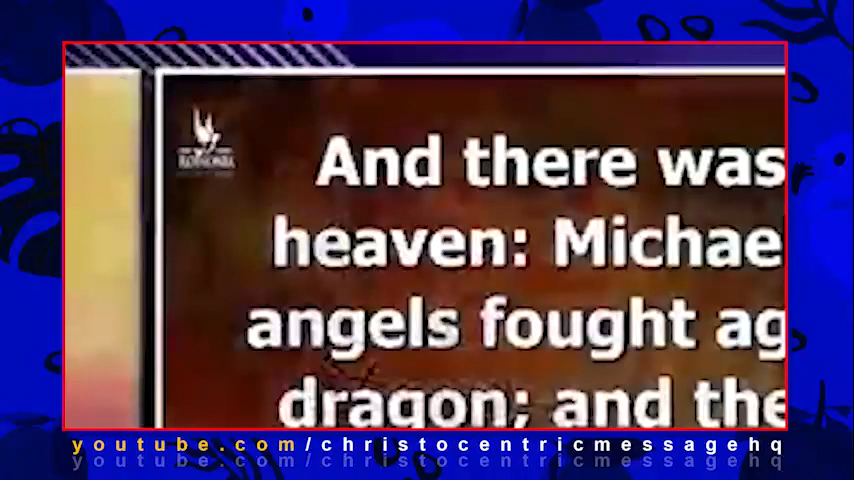 And there was
heaven: Michae
angels fought ag
dragon; and the
youtube.com/christocentricmessagehq
youtube.com/christocentricmessagehq